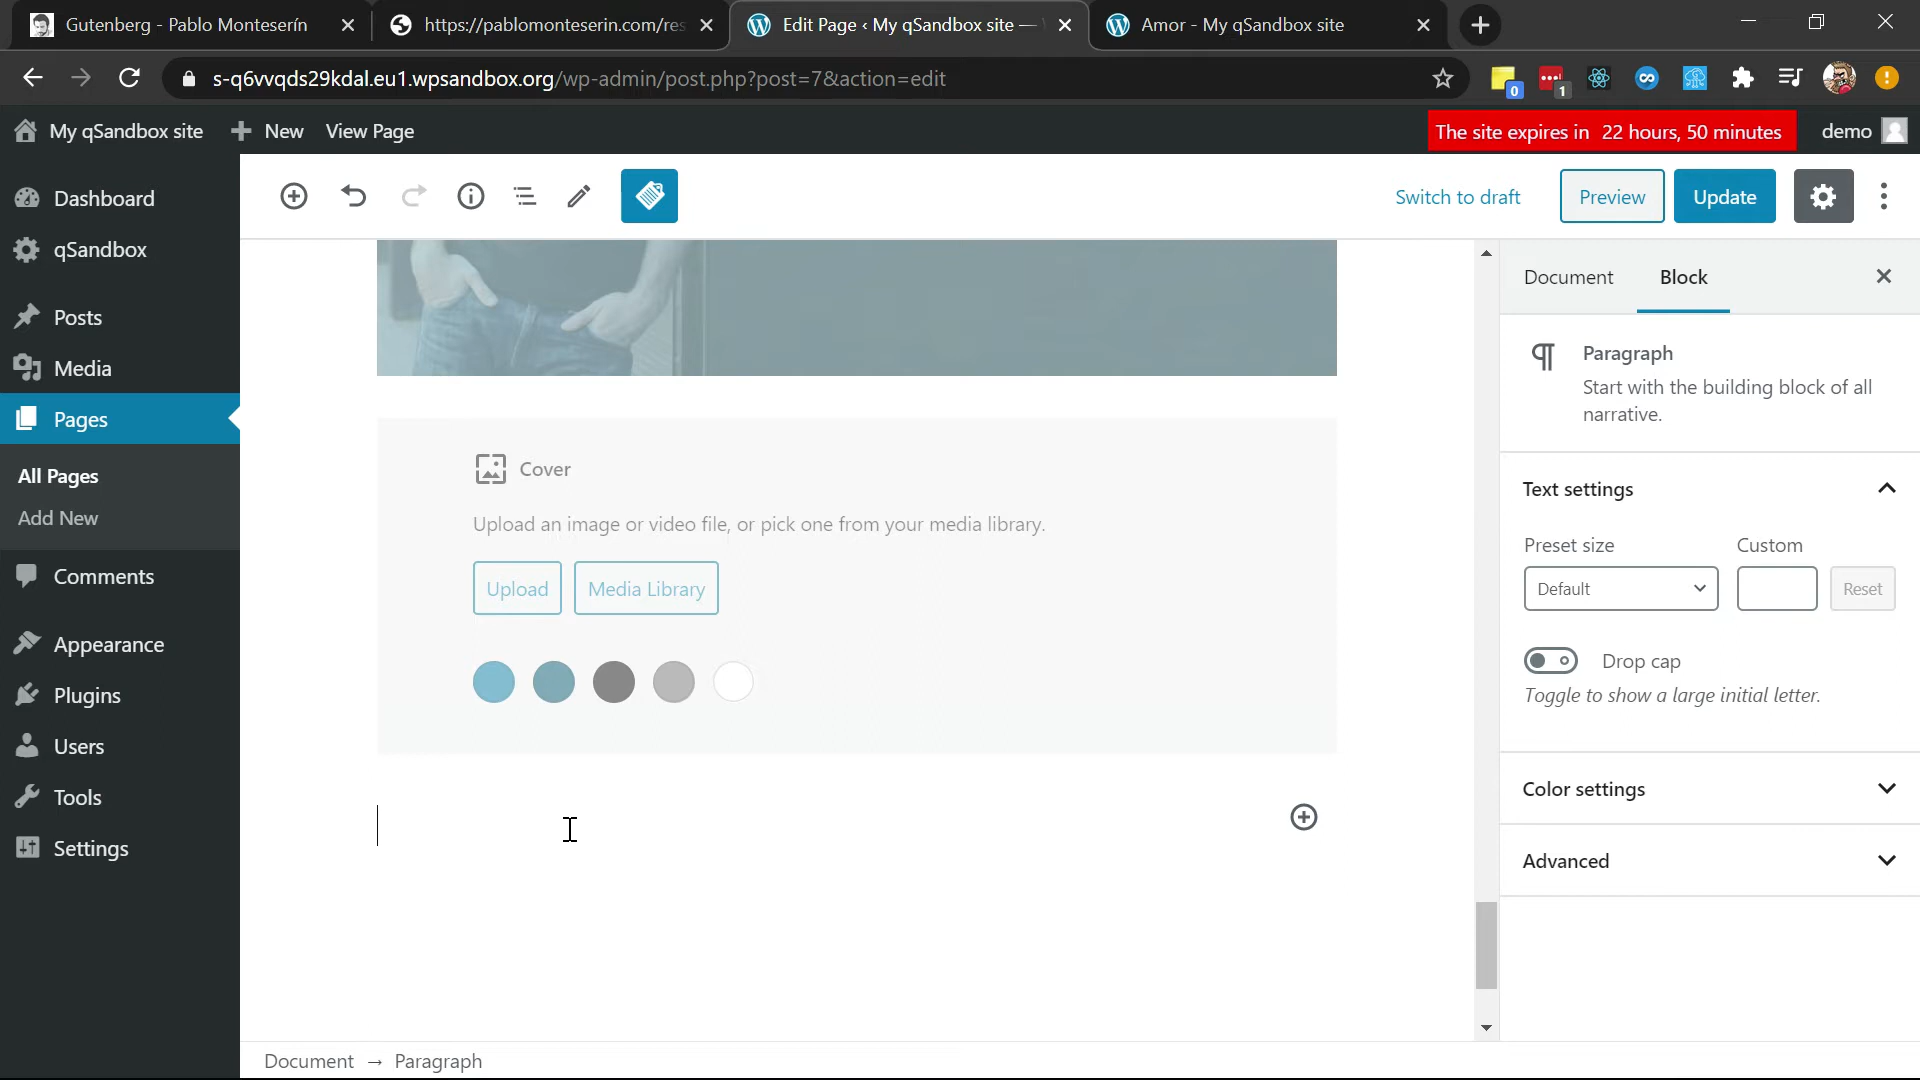 Gutenberg - Pablo Monteserín
https://pablomonteserin.com/res
Edit Page ‹ My qSandbox site —
Amor - My qSandbox site
s-q6vvqds29kdal.eu1.wpsandbox.org/wp-admin/post.php?post=7&action=edit
0
1
My qSandbox site
New
View Page
The site expires in 22 hours, 50 minutes
demo
Dashboard
qSandbox
Posts
Media
Pages
All Pages
Add New
Comments
Appearance
Plugins
Users
Tools
Settings
Switch to draft
Preview
Update
Cover
Upload an image or video file, or pick one from your media library.
Upload
Media Library
Document
Block
Paragraph
Start with the building block of all
narrative.
Text settings
Preset size
Custom
Default
Reset
Drop cap
Toggle to show a large initial letter.
Color settings
Advanced
Document → Paragraph